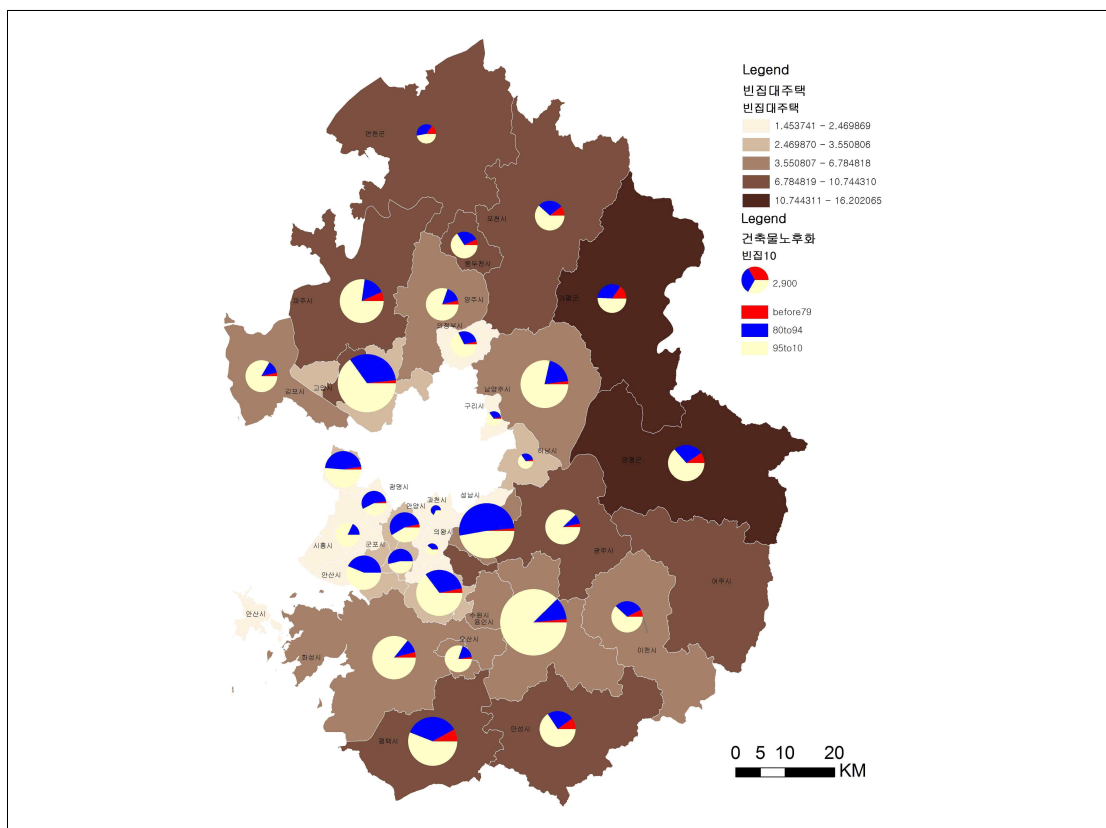 Legend
빈집대주택
빈집대주택
1.453741 - 2.469869
2.469870 - 3.550806
3.550807 - 6.784818
6.784819 - 10.744310
10.744311 - 16.202065
Legend
건축물노후화
빈집10
2,900
before79
80to94
95to10
연천군
포천시
동두천시
가평군
파주시
양주시
의정부시
김포시
고양시
남양주시
구리시
하남시
양평군
광명시
안양시
과천시
성남시
시흥시
군포시
의왕시
광주시
여주시
안산시
안산시
수원시
용인시
오산시
이천시
화성시
평택시
안성시
0 5 10 20
KM